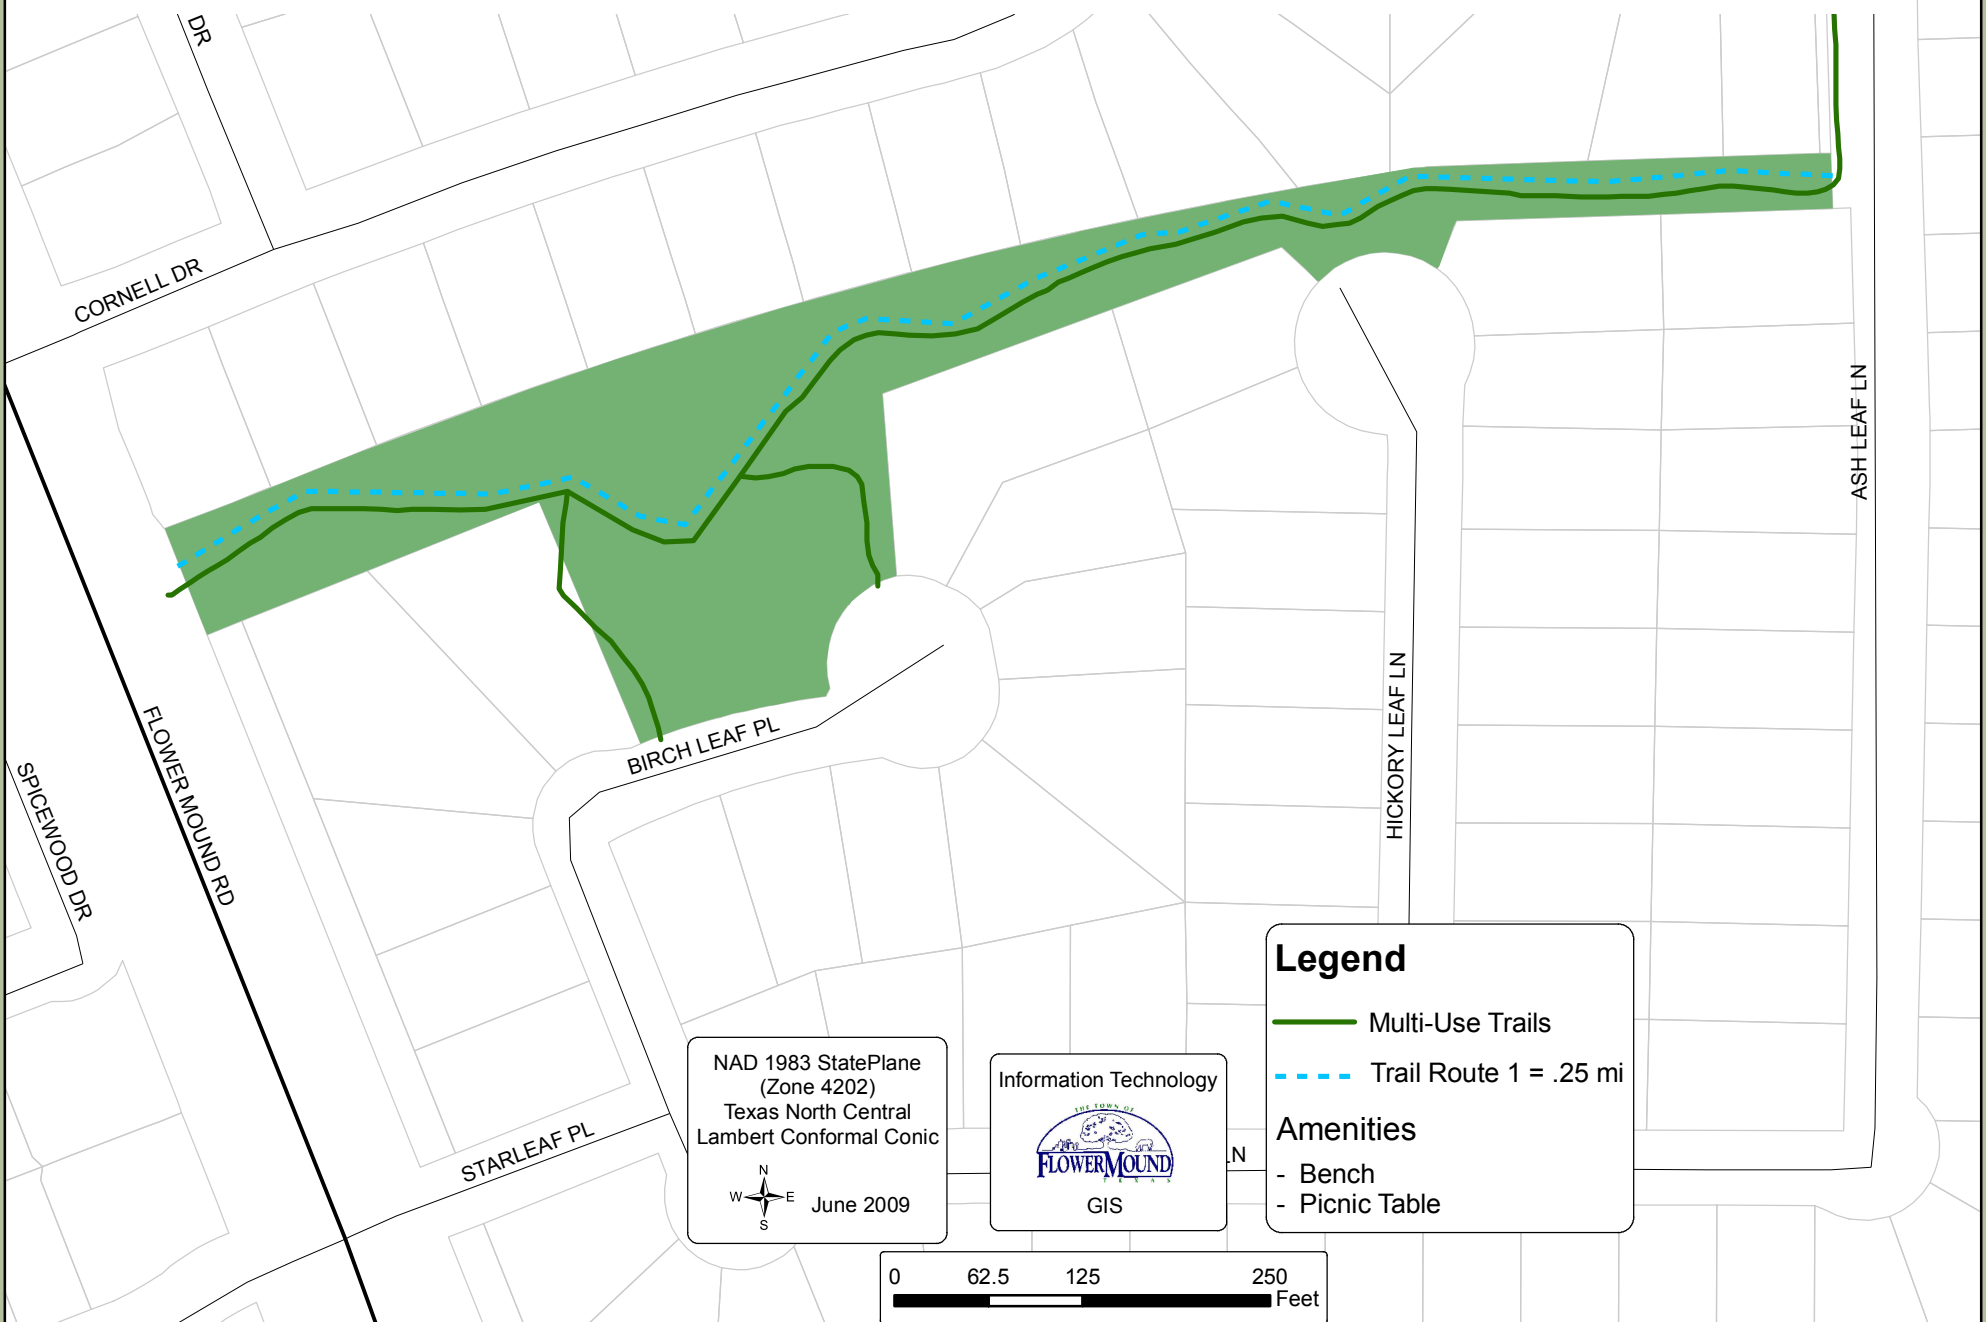 DR
CORNELL DR
ASH LEAF LN
HICKORY LEAF LN
FLOWER MOUND RD
BIRCH LEAF PL
SPICEWOOD DR
STARLEAF PL
LN
Legend
Multi-Use Trails
Trail Route 1 = .25 mi
Amenities
- Bench
- Picnic Table
NAD 1983 StatePlane
(Zone 4202)
Texas North Central
Lambert Conformal Conic
N
W E
S
June 2009
Information Technology
THE TOWN OF
FLOWER MOUND
TEXAS
GIS
0 62.5 125 250
Feet